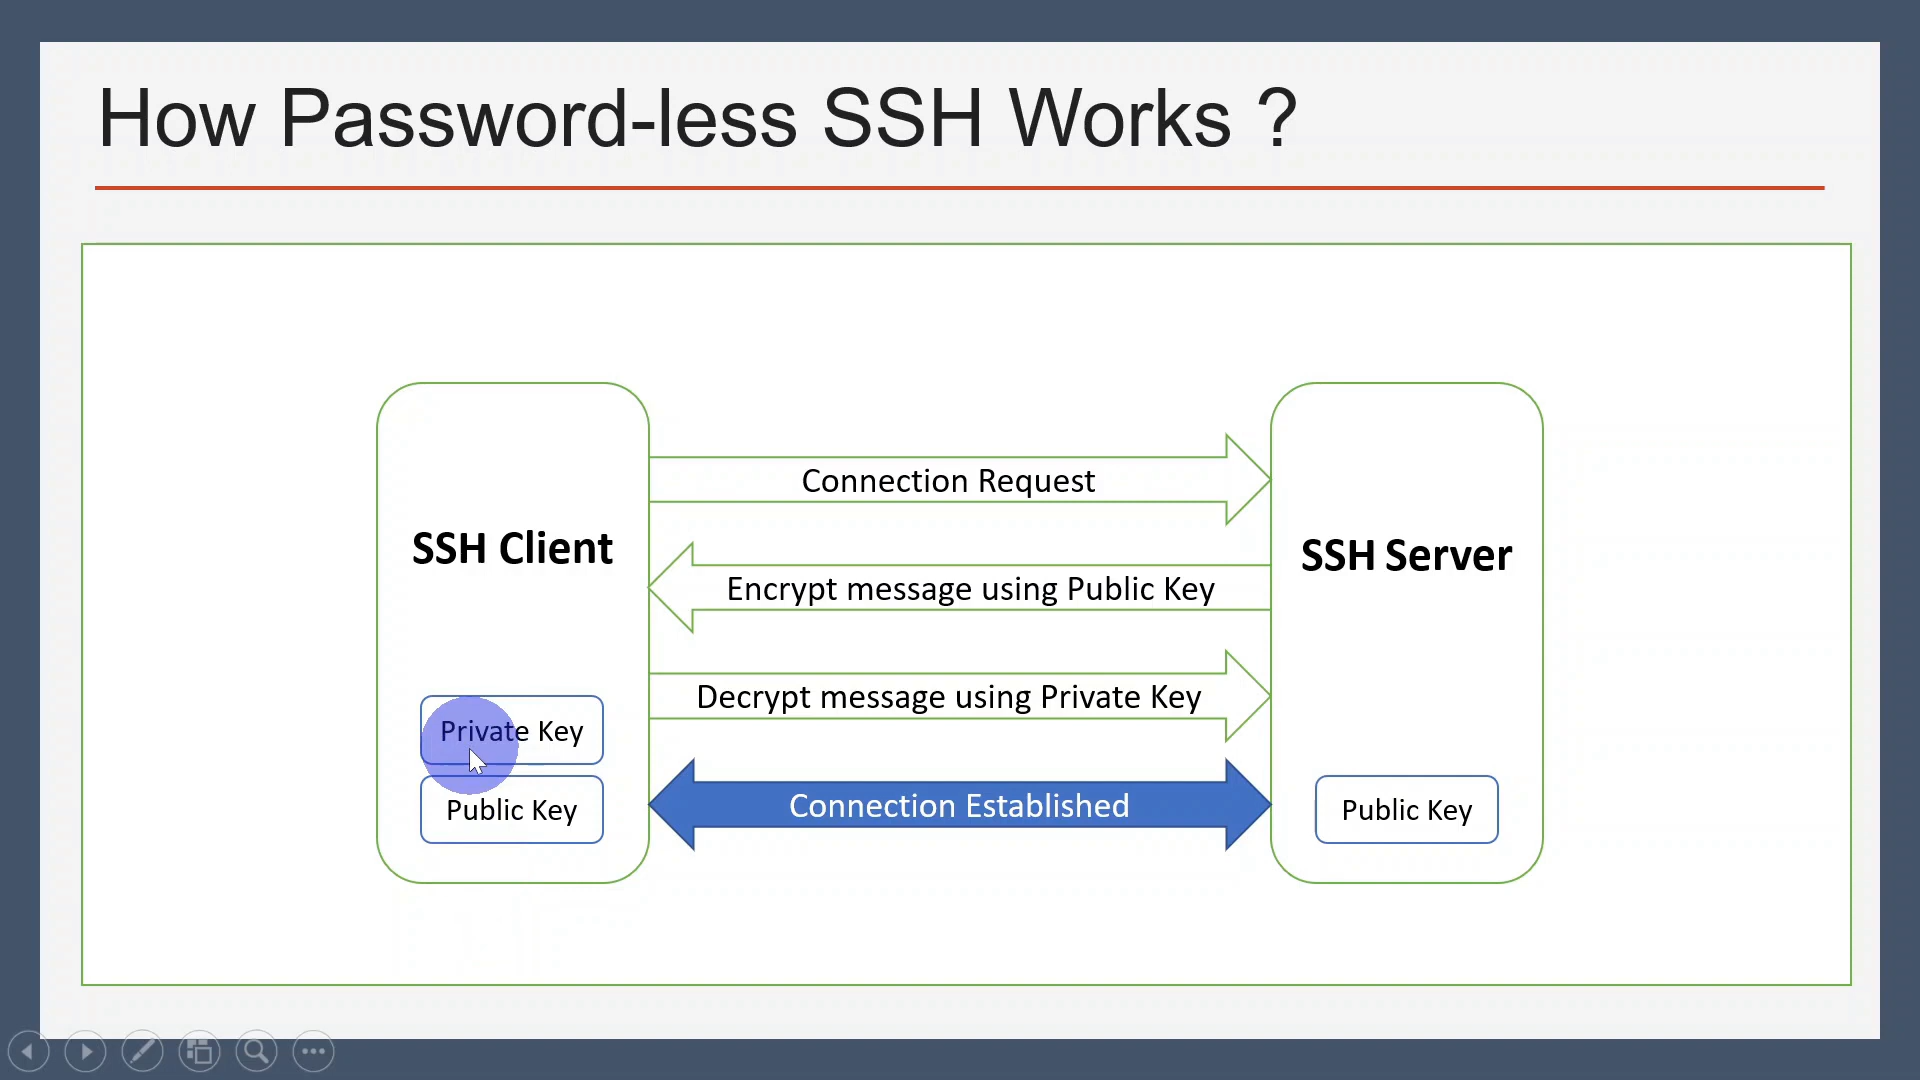 How Password-less SSH Works ?
Connection Request
SSH Client
SSH Server
Encrypt message using Public Key
Decrypt message using Private Key
Private Key
Public Key
Connection Established
Public Key